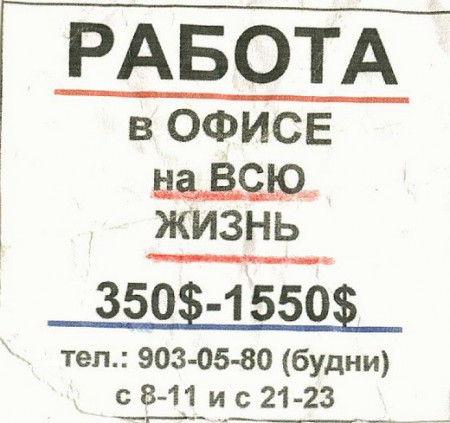 РАБОТА
в ОФИСЕ
на ВСЮ
ЖИЗНЬ
350$-1550$
тел.: 903-05-80 (будни)
с 8-11 и с 21-23